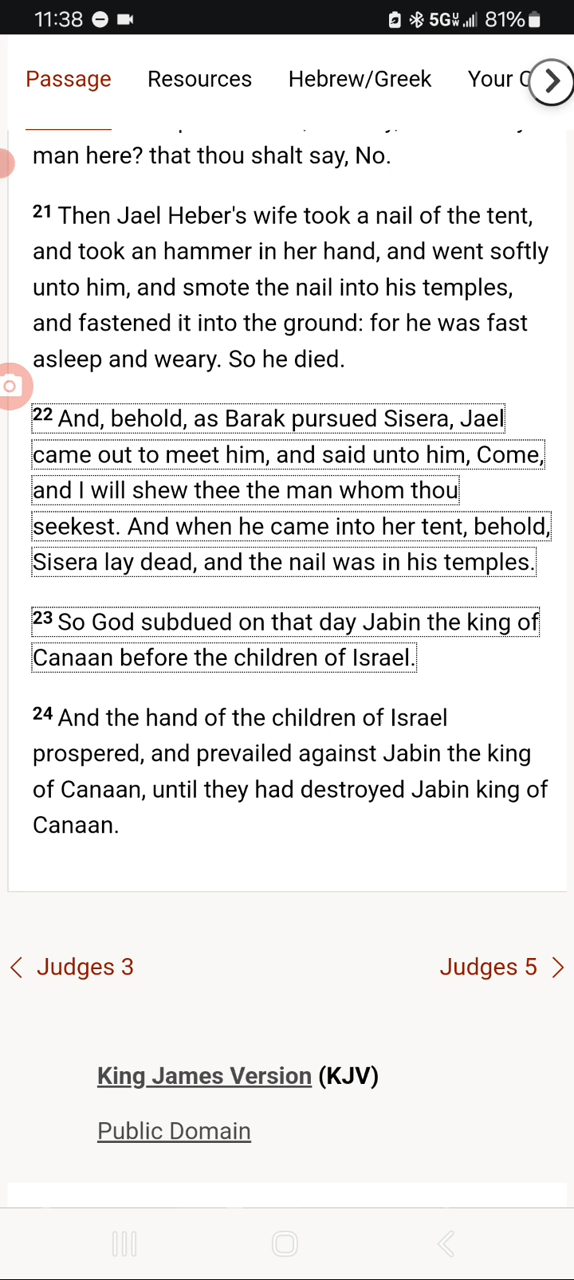 11:38 5G 81%
Passage Resources Hebrew/Greek Your
man here? that thou shalt say, No.
21 Then Jael Heber's wife took a nail of the tent,
and took an hammer in her hand, and went softly
unto him, and smote the nail into his temples,
and fastened it into the ground: for he was fast
asleep and weary. So he died.
22 And, behold, as Barak pursued Sisera, Jael
came out to meet him, and said unto him, Come,
and I will shew thee the man whom thou
seekest. And when he came into her tent, behold,
Sisera lay dead, and the nail was in his temples.
23 So God subdued on that day Jabin the king of
Canaan before the children of Israel.
24 And the hand of the children of Israel
prospered, and prevailed against Jabin the king
of Canaan, until they had destroyed Jabin king of
Canaan.
Judges 3 Judges 5
King James Version (KJV)
Public Domain